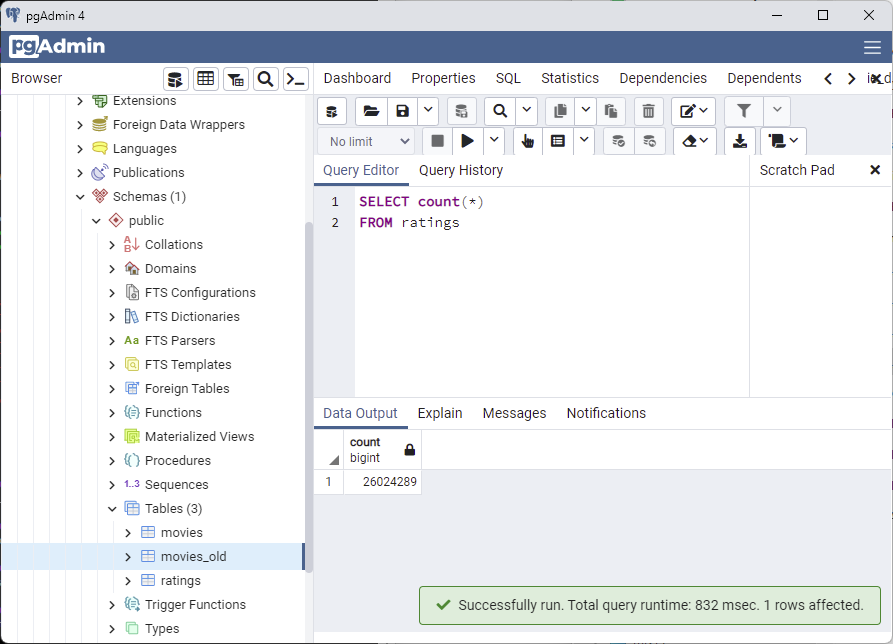 pgAdmin 4
pgAdmin
Browser
Dashboard
Properties
SQL
Statistics
Dependencies
Dependents
Extensions
Foreign Data Wrappers
Languages
Publications
Schemas (1)
public
Collations
Domains
FTS Configurations
FTS Dictionaries
Aa FTS Parsers
FTS Templates
Foreign Tables
Functions
Materialized Views
Procedures
1..3 Sequences
Tables (3)
movies
movies_old
ratings
Trigger Functions
Types
No limit
Query Editor
Query History
Scratch Pad
1 SELECT count(*)
2 FROM ratings
Data Output
Explain
Messages
Notifications
count
bigint
1 26024289
Successfully run. Total query runtime: 832 msec. 1 rows affected.